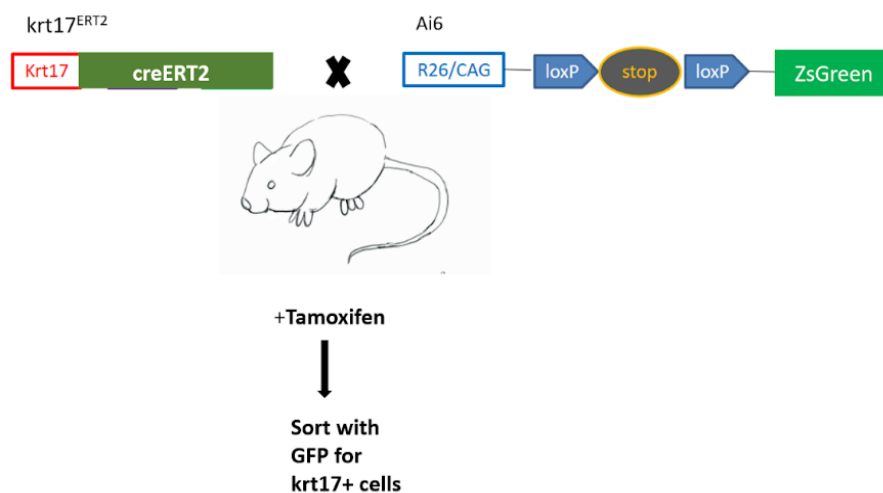 krt17ERT2
Ai6
Krt17
creERT2
X
R26/CAG
loxP
stop
loxP
ZsGreen
+Tamoxifen
Sort with
GFP for
krt17+ cells